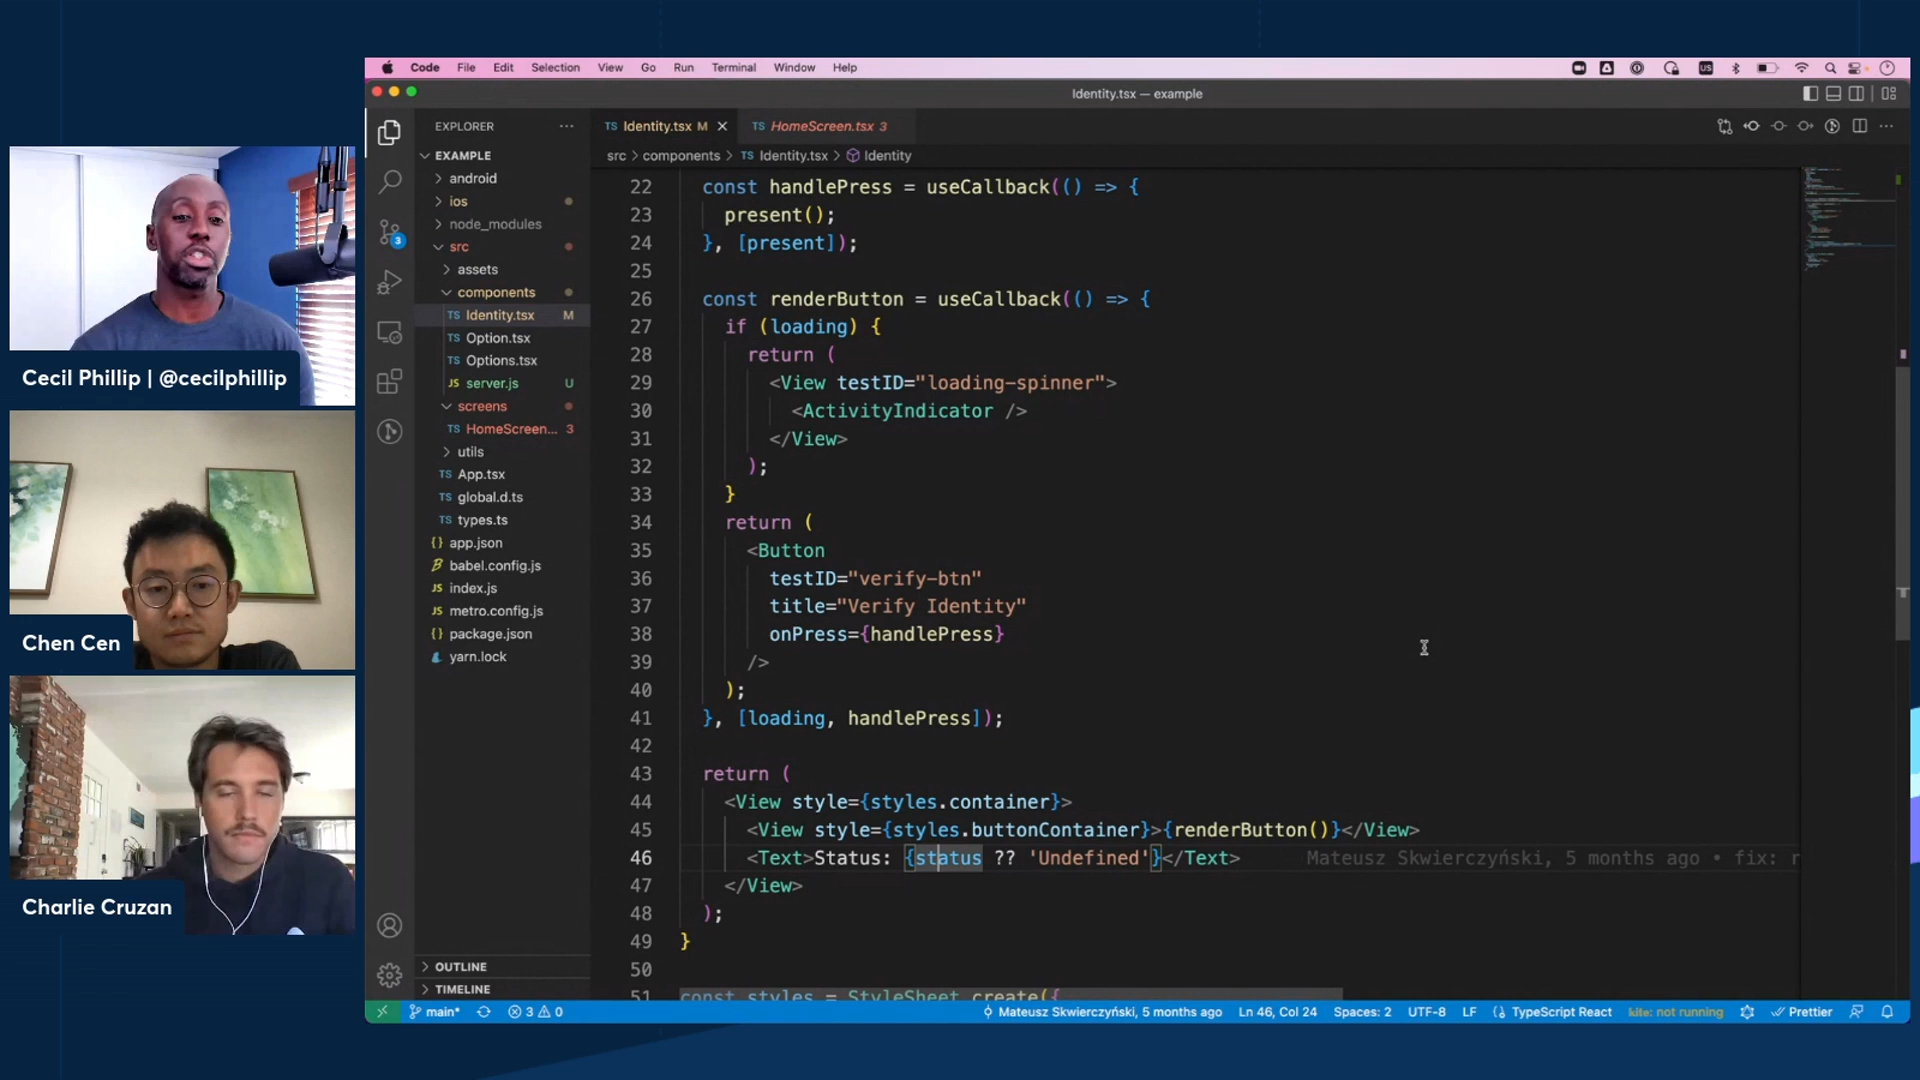 Cecil Phillip | @cecilphillip
Chen Cen
Charlie Cruzan
Code File Edit Selection View Go Run Terminal Window Help
US
Identity.tsx — example
EXPLORER
EXAMPLE
android
ios
node_modules
src
assets
components
TS Identity.tsx M
TS Option.tsx
TS Options.tsx
JS server.js U
screens
TS HomeScreen... 3
utils
TS App.tsx
TS global.d.ts
TS types.ts
{} app.json
babel.config.js
JS index.js
JS metro.config.js
{} package.json
yarn.lock
OUTLINE
TIMELINE
3
TS Identity.tsx M
TS HomeScreen.tsx 3
src > components > TS Identity.tsx > Identity
22 const handlePress = useCallback(() => {
23 present();
24 }, [present]);
25
26 const renderButton = useCallback(() => {
27 if (loading) {
28 return (
29 <View testID="loading-spinner">
30 <ActivityIndicator />
31 </View>
32 );
33 }
34 return (
35 <Button
36 testID="verify-btn"
37 title="Verify Identity"
38 onPress={handlePress}
39 />
40 );
41 }, [loading, handlePress]);
42
43 return (
44 <View style={styles.container}>
45 <View style={styles.buttonContainer}>{renderButton()}</View>
46 <Text>Status: {status ?? 'Undefined'}</Text> Mateusz Skwierczyński, 5 months ago • fix: r
47 </View>
48 );
49 }
50
51 const styles = StyleSheet.create({
main* 3 0 Mateusz Skwierczyński, 5 months ago Ln 46, Col 24 Spaces: 2 UTF-8 LF TypeScript React kite: not running Prettier